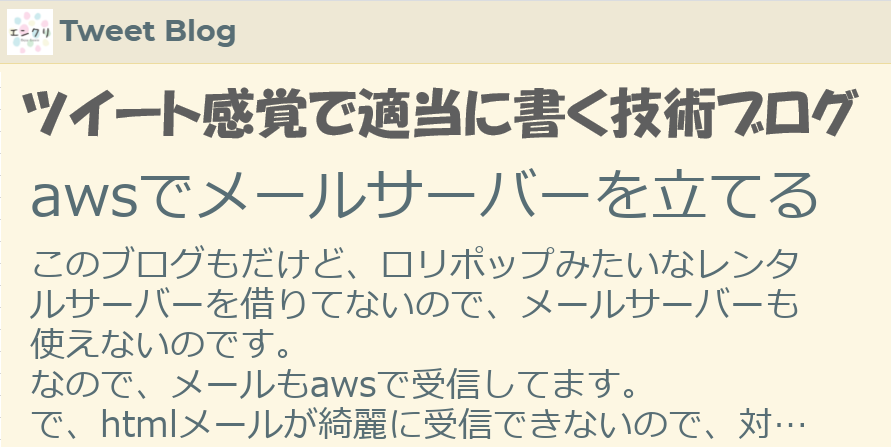 エンクリ
Tweet Blog
ツイート感覚で適当に書く技術ブログ
awsでメールサーバーを立てる
このブログもだけど、ロリポップみたいなレンタ
ルサーバーを借りてないので、メールサーバーも
使えないのです。
なので、メールもawsで受信してます。
で、htmlメールが綺麗に受信できないので、対…